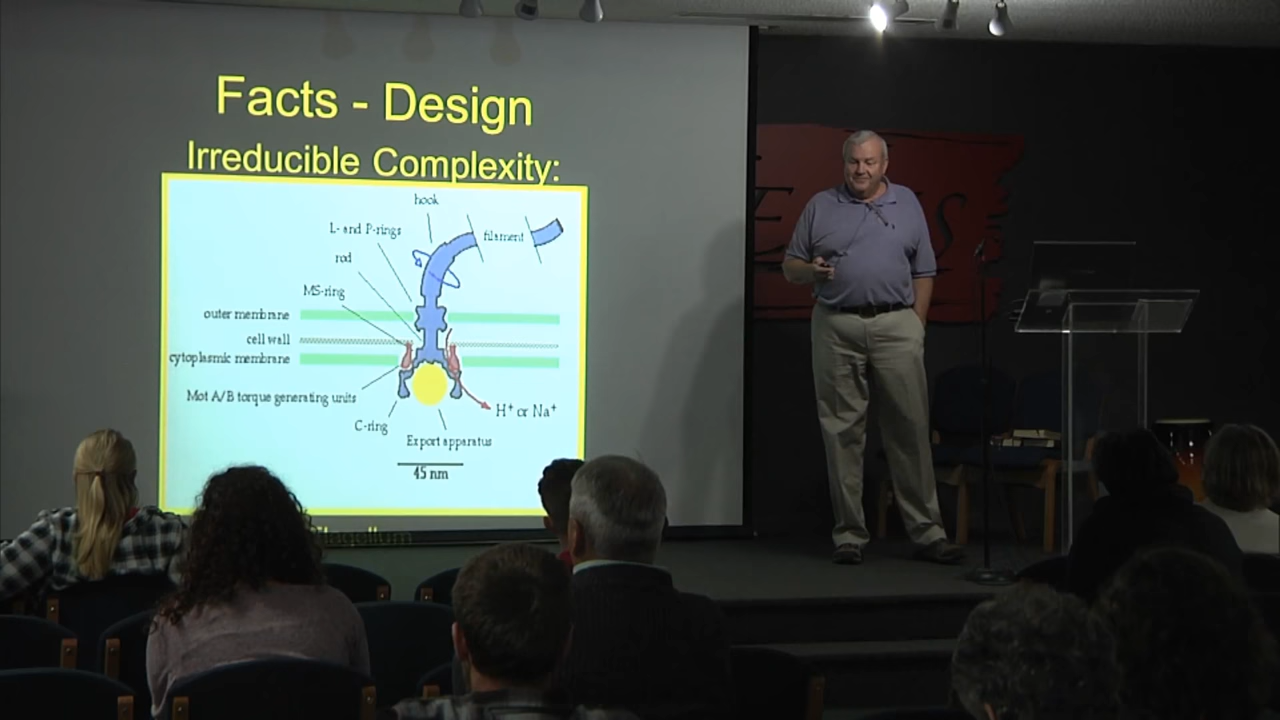 Facts - Design
Irreducible Complexity:
hook
L- and P-rings
filament
rod
MS-ring
outer membrane
cell wall
cytoplasmic membrane
Mot A/B torque generating units
H+ or Na+
C-ring
Export apparatus
45 nm